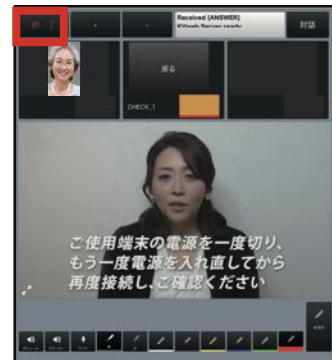 終了
-
-
Received [ANSWER]
対話
戻る
CHECK_1
ご使用端末の電源を一度切り、
もう一度電源を入れ直してから
再度接続し、ご確認ください